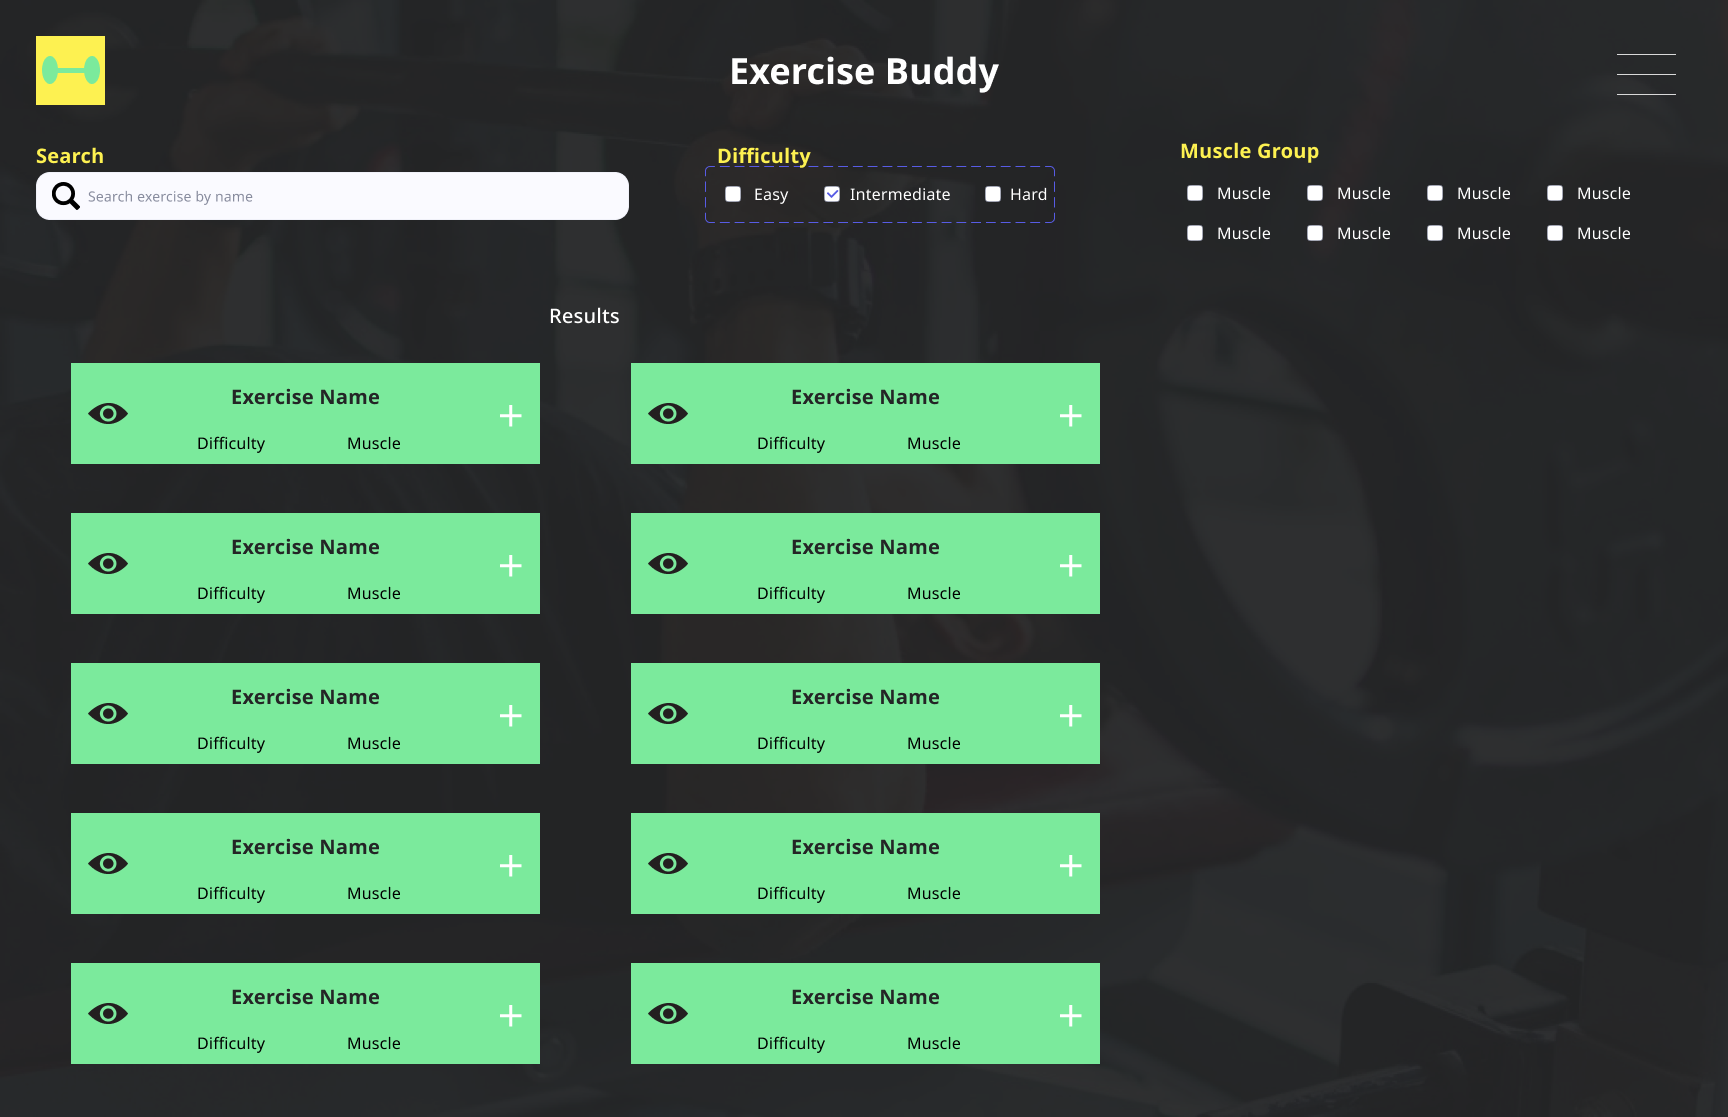 Exercise Buddy
Search
Search exercise by name
Difficulty
Easy Intermediate Hard
Muscle Group
Muscle Muscle Muscle Muscle
Muscle Muscle Muscle Muscle
Results
Exercise Name
Difficulty Muscle
Exercise Name
Difficulty Muscle
Exercise Name
Difficulty Muscle
Exercise Name
Difficulty Muscle
Exercise Name
Difficulty Muscle
Exercise Name
Difficulty Muscle
Exercise Name
Difficulty Muscle
Exercise Name
Difficulty Muscle
Exercise Name
Difficulty Muscle
Exercise Name
Difficulty Muscle